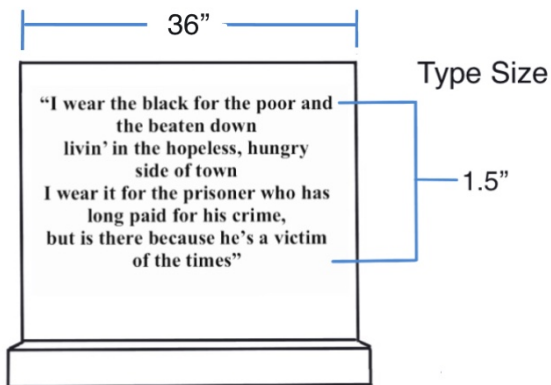 36”
Type Size
“I wear the black for the poor and
the beaten down
livin’ in the hopeless, hungry
side of town
I wear it for the prisoner who has
long paid for his crime,
but is there because he’s a victim
of the times”
1.5”